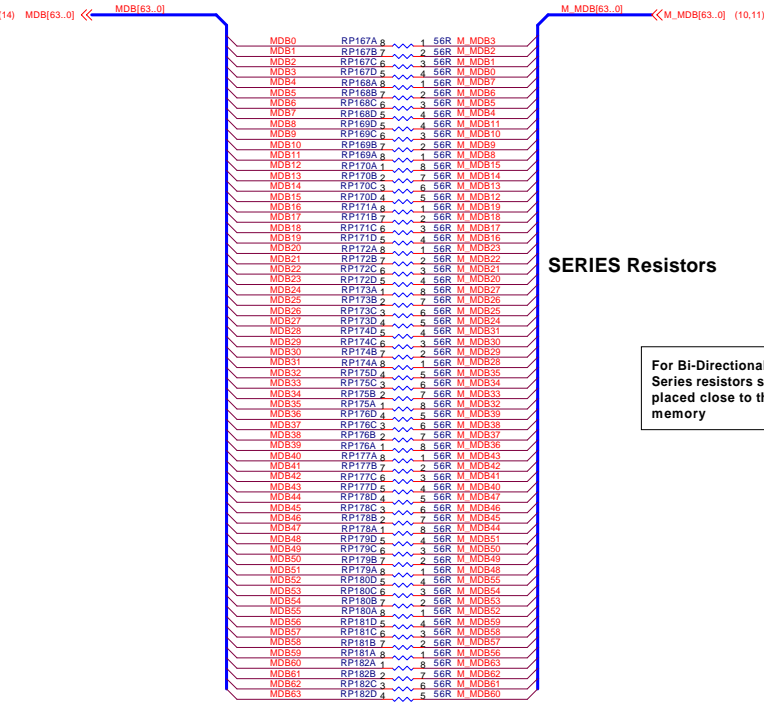 (14) MDB[63..0] MDB[63..0] M_MDB[63..0] M_MDB[63..0] (10,11)
MDB0 RP167A 8 1 56R M_MDB3
MDB1 RP167B 7 2 56R M_MDB2
MDB2 RP167C 6 3 56R M_MDB1
MDB3 RP167D 5 4 56R M_MDB0
MDB4 RP168A 8 1 56R M_MDB7
MDB5 RP168B 7 2 56R M_MDB6
MDB6 RP168C 6 3 56R M_MDB5
MDB7 RP168D 5 4 56R M_MDB4
MDB8 RP169D 5 4 56R M_MDB11
MDB9 RP169C 6 3 56R M_MDB10
MDB10 RP169B 7 2 56R M_MDB9
MDB11 RP169A 8 1 56R M_MDB8
MDB12 RP170A 1 8 56R M_MDB15
MDB13 RP170B 2 7 56R M_MDB14
MDB14 RP170C 3 6 56R M_MDB13
MDB15 RP170D 4 5 56R M_MDB12
MDB16 RP171A 8 1 56R M_MDB19
MDB17 RP171B 7 2 56R M_MDB18
MDB18 RP171C 6 3 56R M_MDB17
MDB19 RP171D 5 4 56R M_MDB16
MDB20 RP172A 8 1 56R M_MDB23
MDB21 RP172B 7 2 56R M_MDB22
MDB22 RP172C 6 3 56R M_MDB21
MDB23 RP172D 5 4 56R M_MDB20
MDB24 RP173A 1 8 56R M_MDB27
MDB25 RP173B 2 7 56R M_MDB26
MDB26 RP173C 3 6 56R M_MDB25
MDB27 RP173D 4 5 56R M_MDB24
MDB28 RP174D 5 4 56R M_MDB31
MDB29 RP174C 6 3 56R M_MDB30
MDB30 RP174B 7 2 56R M_MDB29
MDB31 RP174A 8 1 56R M_MDB28
MDB32 RP175D 4 5 56R M_MDB35
MDB33 RP175C 3 6 56R M_MDB34
MDB34 RP175B 2 7 56R M_MDB33
MDB35 RP175A 1 8 56R M_MDB32
MDB36 RP176D 4 5 56R M_MDB39
MDB37 RP176C 3 6 56R M_MDB38
MDB38 RP176B 2 7 56R M_MDB37
MDB39 RP176A 1 8 56R M_MDB36
MDB40 RP177A 8 1 56R M_MDB43
MDB41 RP177B 7 2 56R M_MDB42
MDB42 RP177C 6 3 56R M_MDB41
MDB43 RP177D 5 4 56R M_MDB40
MDB44 RP178D 4 5 56R M_MDB47
MDB45 RP178C 3 6 56R M_MDB46
MDB46 RP178B 2 7 56R M_MDB45
MDB47 RP178A 1 8 56R M_MDB44
MDB48 RP179D 5 4 56R M_MDB51
MDB49 RP179C 6 3 56R M_MDB50
MDB50 RP179B 7 2 56R M_MDB49
MDB51 RP179A 8 1 56R M_MDB48
MDB52 RP180D 5 4 56R M_MDB55
MDB53 RP180C 6 3 56R M_MDB54
MDB54 RP180B 7 2 56R M_MDB53
MDB55 RP180A 8 1 56R M_MDB52
MDB56 RP181D 5 4 56R M_MDB59
MDB57 RP181C 6 3 56R M_MDB58
MDB58 RP181B 7 2 56R M_MDB57
MDB59 RP181A 8 1 56R M_MDB56
MDB60 RP182A 1 8 56R M_MDB63
MDB61 RP182B 2 7 56R M_MDB62
MDB62 RP182C 3 6 56R M_MDB61
MDB63 RP182D 4 5 56R M_MDB60
SERIES Resistors
For Bi-Directional
Series resistors s
placed close to th
memory